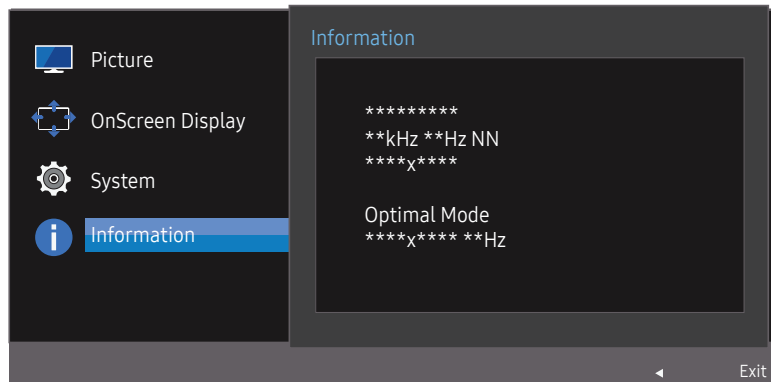 Picture
OnScreen Display
System
Information
Information
*********
**kHz **Hz NN
****x****
Optimal Mode
****x**** **Hz
Exit